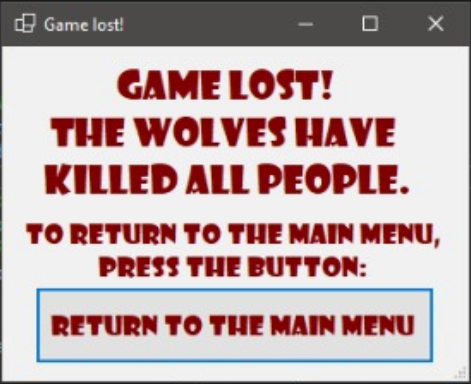 Game lost!
GAME LOST!
THE WOLVES HAVE
KILLED ALL PEOPLE.
TO RETURN TO THE MAIN MENU,
PRESS THE BUTTON:
RETURN TO THE MAIN MENU